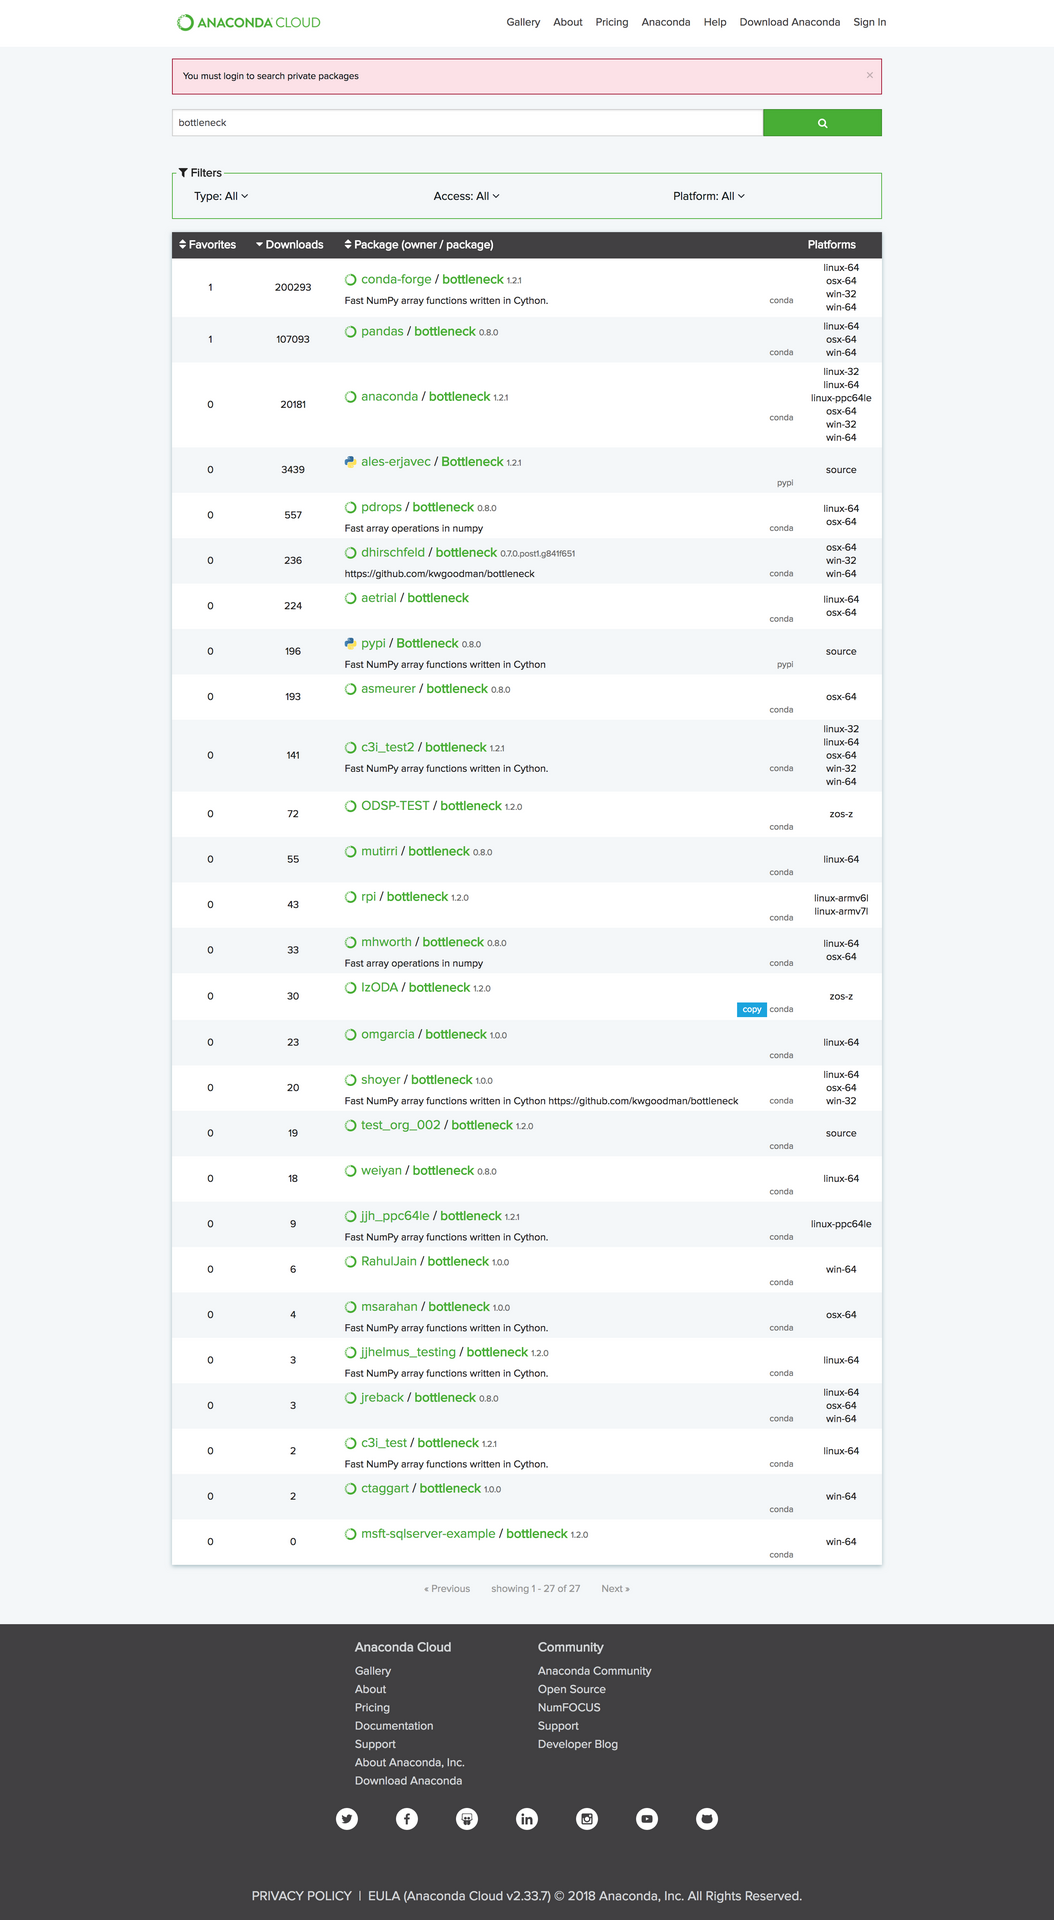 ANACONDA CLOUD
Gallery About Pricing Anaconda Help Download Anaconda Sign In
You must login to search private packages ×
bottleneck
Filters
Type: All Access: All Platform: All
Favorites Downloads Package (owner / package) Platforms
1 200293 conda-forge / bottleneck 1.2.1
Fast NumPy array functions written in Cython. conda
linux-64
osx-64
win-32
win-64
1 107093 pandas / bottleneck 0.8.0
conda
linux-64
osx-64
win-64
0 20181 anaconda / bottleneck 1.2.1
conda
linux-32
linux-64
linux-ppc64le
osx-64
win-32
win-64
0 3439 ales-erjavec / Bottleneck 1.2.1
pypi
source
0 557 pdrops / bottleneck 0.8.0
Fast array operations in numpy conda
linux-64
osx-64
0 236 dhirschfeld / bottleneck 0.7.0.post1.g841f651
https://github.com/kwgoodman/bottleneck conda
osx-64
win-32
win-64
0 224 aetrial / bottleneck
conda
linux-64
osx-64
0 196 pypi / Bottleneck 0.8.0
Fast NumPy array functions written in Cython pypi
source
0 193 asmeurer / bottleneck 0.8.0
conda
osx-64
0 141 c3i_test2 / bottleneck 1.2.1
Fast NumPy array functions written in Cython. conda
linux-32
linux-64
osx-64
win-32
win-64
0 72 ODSP-TEST / bottleneck 1.2.0
conda
zos-z
0 55 mutirri / bottleneck 0.8.0
conda
linux-64
0 43 rpi / bottleneck 1.2.0
conda
linux-armv6l
linux-armv7l
0 33 mhworth / bottleneck 0.8.0
Fast array operations in numpy conda
linux-64
osx-64
0 30 IzODA / bottleneck 1.2.0
copy conda
zos-z
0 23 omgarcia / bottleneck 1.0.0
conda
linux-64
0 20 shoyer / bottleneck 1.0.0
Fast NumPy array functions written in Cython https://github.com/kwgoodman/bottleneck conda
linux-64
osx-64
win-32
0 19 test_org_002 / bottleneck 1.2.0
conda
source
0 18 weiyan / bottleneck 0.8.0
conda
linux-64
0 9 jjh_ppc64le / bottleneck 1.2.1
Fast NumPy array functions written in Cython. conda
linux-ppc64le
0 6 RahulJain / bottleneck 1.0.0
conda
win-64
0 4 msarahan / bottleneck 1.0.0
Fast NumPy array functions written in Cython. conda
osx-64
0 3 jjhelmus_testing / bottleneck 1.2.0
Fast NumPy array functions written in Cython. conda
linux-64
0 3 jreback / bottleneck 0.8.0
conda
linux-64
osx-64
win-64
0 2 c3i_test / bottleneck 1.2.1
Fast NumPy array functions written in Cython. conda
linux-64
0 2 ctaggart / bottleneck 1.0.0
conda
win-64
0 0 msft-sqlserver-example / bottleneck 1.2.0
conda
win-64
« Previous showing 1 - 27 of 27 Next »
Anaconda Cloud
Gallery
About
Pricing
Documentation
Support
About Anaconda, Inc.
Download Anaconda
Community
Anaconda Community
Open Source
NumFOCUS
Support
Developer Blog
PRIVACY POLICY | EULA (Anaconda Cloud v2.33.7) © 2018 Anaconda, Inc. All Rights Reserved.